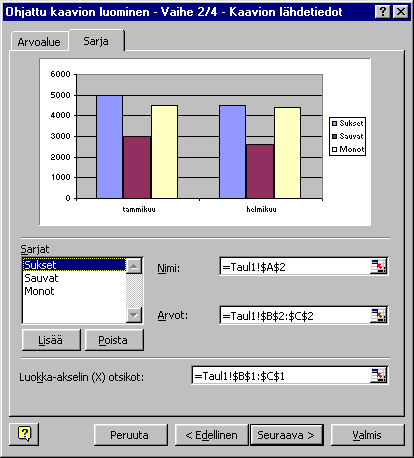 Ohjattu kaavion luominen - Vaihe 2/4 - Kaavion lähdetiedot
Arvoalue
Sarja
6000
5000
4000
3000
2000
1000
0
tammikuu
helmikuu
Sukset
Sauvat
Monot
Sarjat
Sukset
Sauvat
Monot
Nimi:
=Taul1!$A$2
Arvot:
=Taul1!$B$2:$C$2
Lisää
Poista
Luokka-akselin (X) otsikot:
=Taul1!$B$1:$C$1
?
Peruuta
< Edellinen
Seuraava >
Valmis